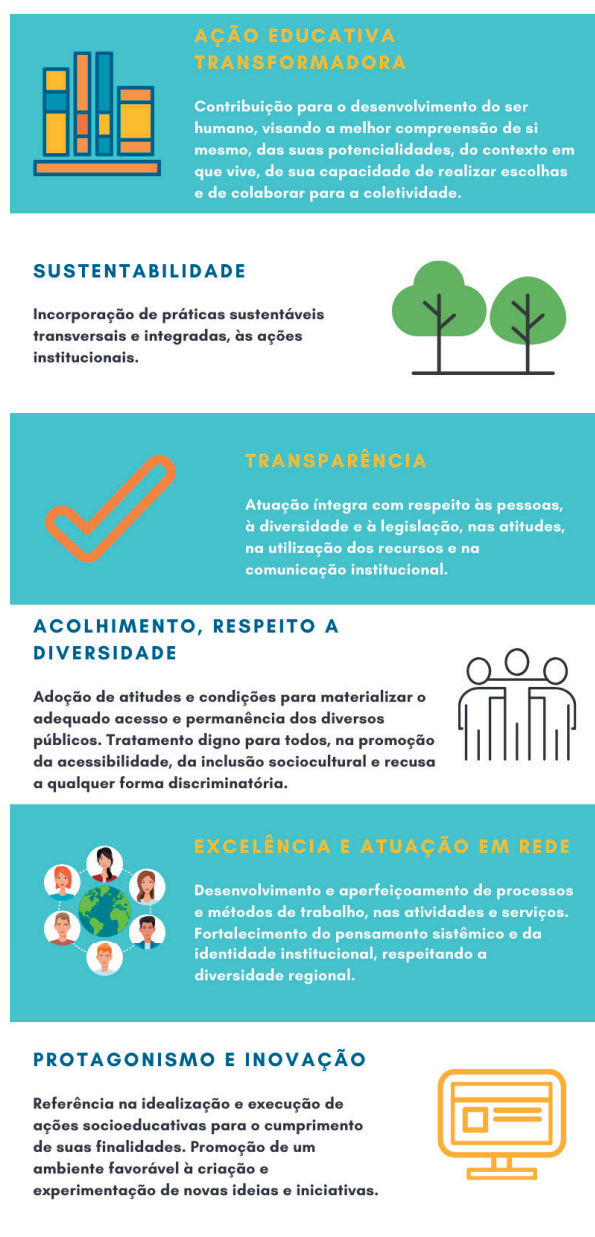 AÇÃO EDUCATIVA
TRANSFORMADORA
Contribuição para o desenvolvimento do ser
humano, visando a melhor compreensão de si
mesmo, das suas potencialidades, do contexto em
que vive, de sua capacidade de realizar escolhas
e de colaborar para a coletividade.
SUSTENTABILIDADE
Incorporação de práticas sustentáveis
transversais e integradas, às ações
institucionais.
TRANSPARÊNCIA
Atuação íntegra com respeito às pessoas,
à diversidade e à legislação, nas atitudes,
na utilização dos recursos e na
comunicação institucional.
ACOLHIMENTO, RESPEITO A
DIVERSIDADE
Adoção de atitudes e condições para materializar o
adequado acesso e permanência dos diversos
públicos. Tratamento digno para todos, na promoção
da acessibilidade, da inclusão sociocultural e recusa
a qualquer forma discriminatória.
EXCELÊNCIA E ATUAÇÃO EM REDE
Desenvolvimento e aperfeiçoamento de processos
e métodos de trabalho, nas atividades e serviços.
Fortalecimento do pensamento sistêmico e da
identidade institucional, respeitando a
diversidade regional.
PROTAGONISMO E INOVAÇÃO
Referência na idealização e execução de
ações socioeducativas para o cumprimento
de suas finalidades. Promoção de um
ambiente favorável à criação e
experimentação de novas ideias e iniciativas.